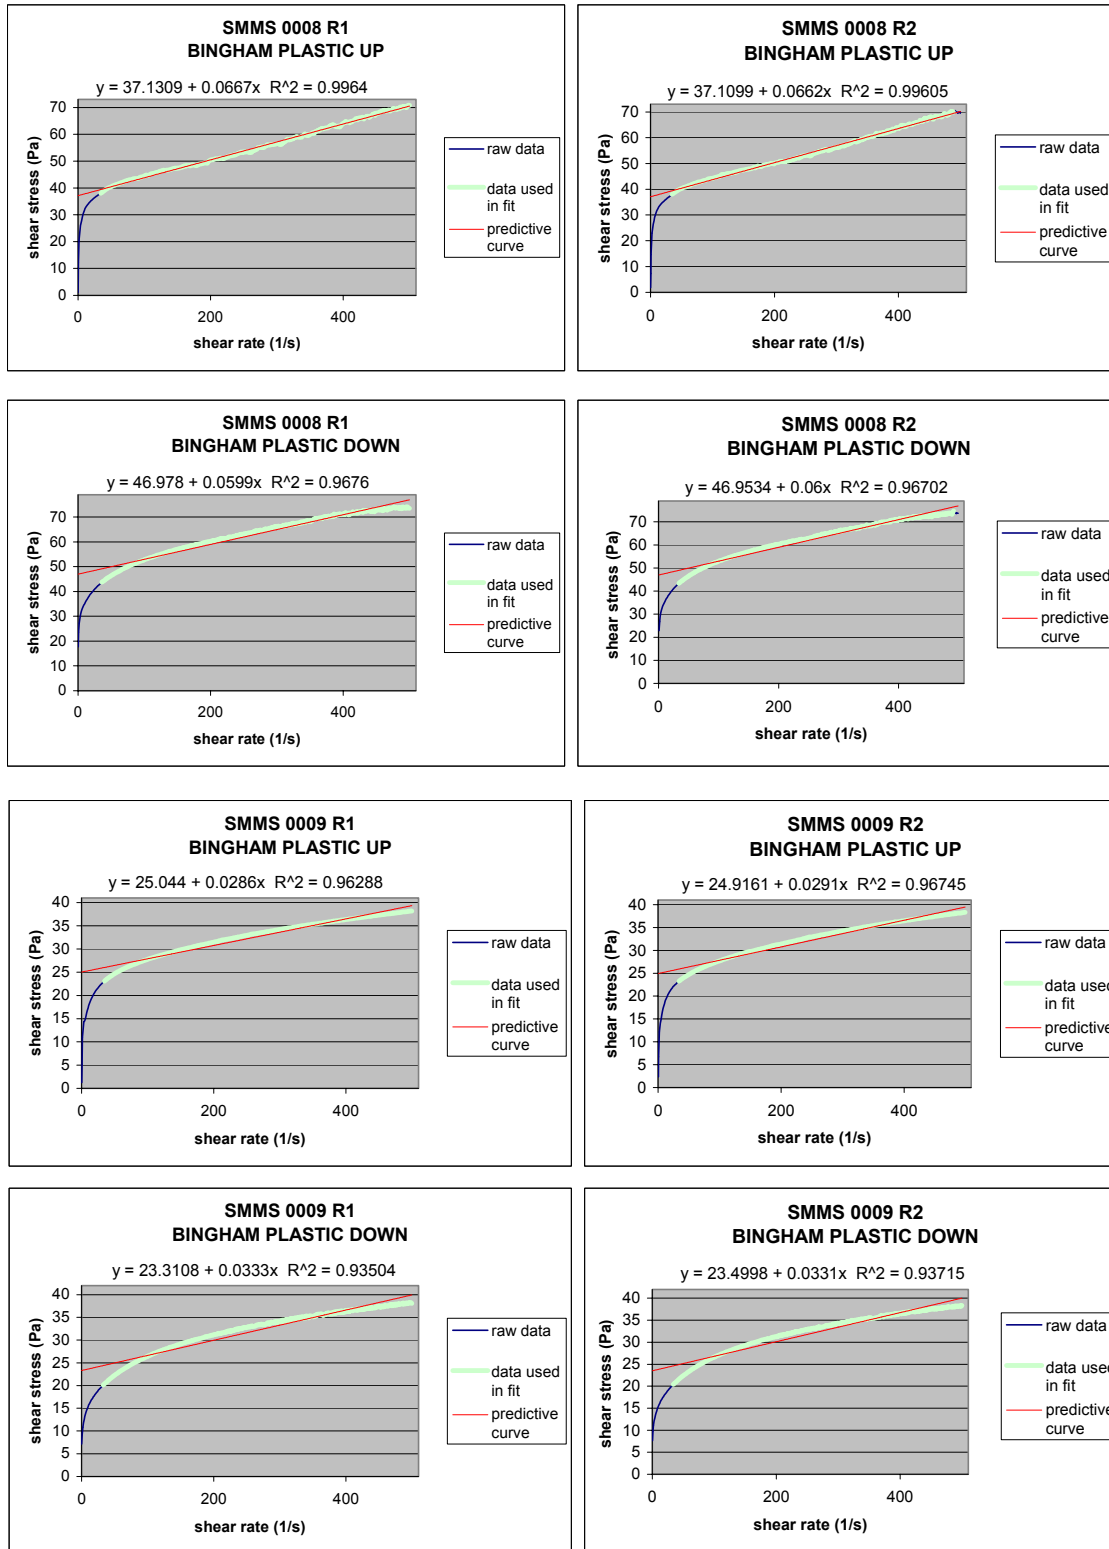 SMMS 0008 R1
BINGHAM PLASTIC UP
y = 37.1309 + 0.0667x  R^2 = 0.9964
70
60
50
40
30
20
10
0
0
200
400
shear stress (Pa)
shear rate (1/s)
raw data
data used
in fit
predictive
curve
SMMS 0008 R2
BINGHAM PLASTIC UP
y = 37.1099 + 0.0662x  R^2 = 0.99605
70
60
50
40
30
20
10
0
0
200
400
shear stress (Pa)
shear rate (1/s)
raw data
data used
in fit
predictive
curve
SMMS 0008 R1
BINGHAM PLASTIC DOWN
y = 46.978 + 0.0599x  R^2 = 0.9676
70
60
50
40
30
20
10
0
0
200
400
shear stress (Pa)
shear rate (1/s)
raw data
data used
in fit
predictive
curve
SMMS 0008 R2
BINGHAM PLASTIC DOWN
y = 46.9534 + 0.06x  R^2 = 0.96702
70
60
50
40
30
20
10
0
0
200
400
shear stress (Pa)
shear rate (1/s)
raw data
data used
in fit
predictive
curve
SMMS 0009 R1
BINGHAM PLASTIC UP
y = 25.044 + 0.0286x  R^2 = 0.96288
40
35
30
25
20
15
10
5
0
0
200
400
shear stress (Pa)
shear rate (1/s)
raw data
data used
in fit
predictive
curve
SMMS 0009 R2
BINGHAM PLASTIC UP
y = 24.9161 + 0.0291x  R^2 = 0.96745
40
35
30
25
20
15
10
5
0
0
200
400
shear stress (Pa)
shear rate (1/s)
raw data
data used
in fit
predictive
curve
SMMS 0009 R1
BINGHAM PLASTIC DOWN
y = 23.3108 + 0.0333x  R^2 = 0.93504
40
35
30
25
20
15
10
5
0
0
200
400
shear stress (Pa)
shear rate (1/s)
raw data
data used
in fit
predictive
curve
SMMS 0009 R2
BINGHAM PLASTIC DOWN
y = 23.4998 + 0.0331x  R^2 = 0.93715
40
35
30
25
20
15
10
5
0
0
200
400
shear stress (Pa)
shear rate (1/s)
raw data
data used
in fit
predictive
curve